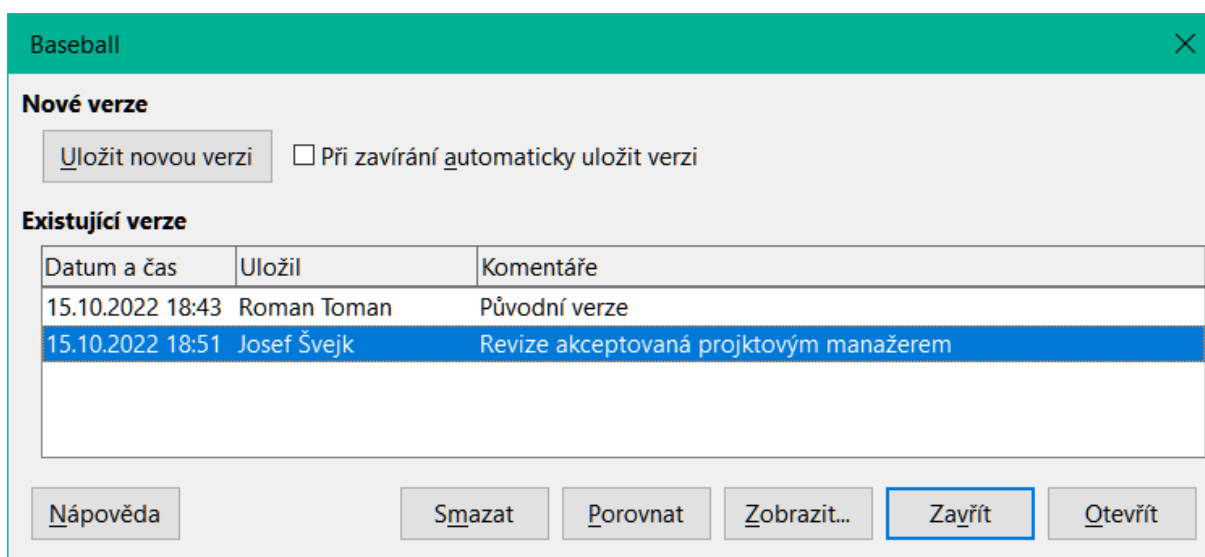 Baseball
Nové verze
Uložit novou verzi Při zavírání automaticky uložit verzi
Existující verze
Datum a čas Uložil Komentáře
15.10.2022 18:43 Roman Toman Původní verze
15.10.2022 18:51 Josef Švejk Revize akceptovaná projktovým manažerem
Nápověda Smazat Porovnat Zobrazit... Zavřít Otevřít